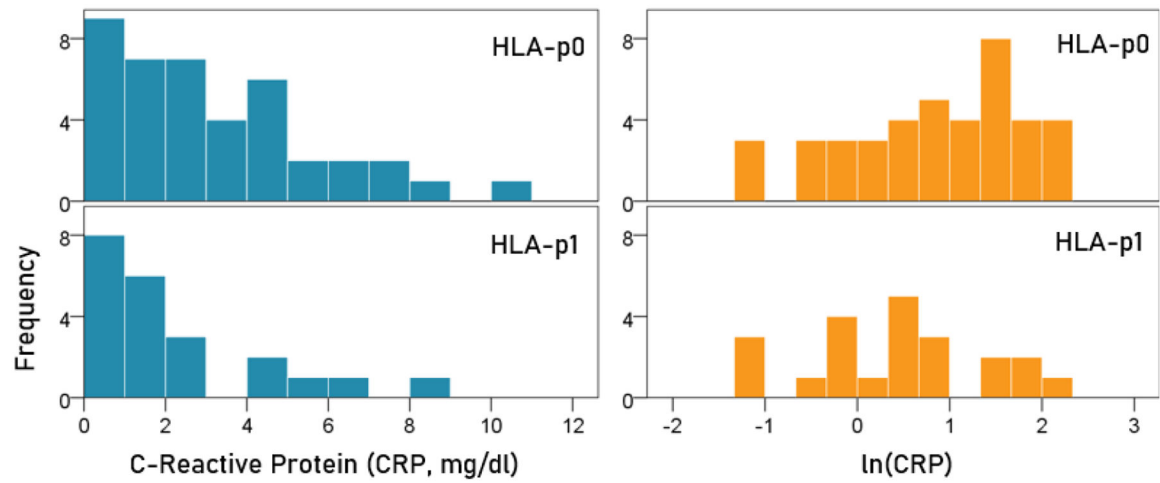 8
4
0
HLA-p0
8
4
0
HLA-p0
Frequency
8
4
0
HLA-p1
8
4
0
HLA-p1
0 2 4 6 8 10 12
-2 -1 0 1 2 3
C-Reactive Protein (CRP, mg/dl)
ln(CRP)